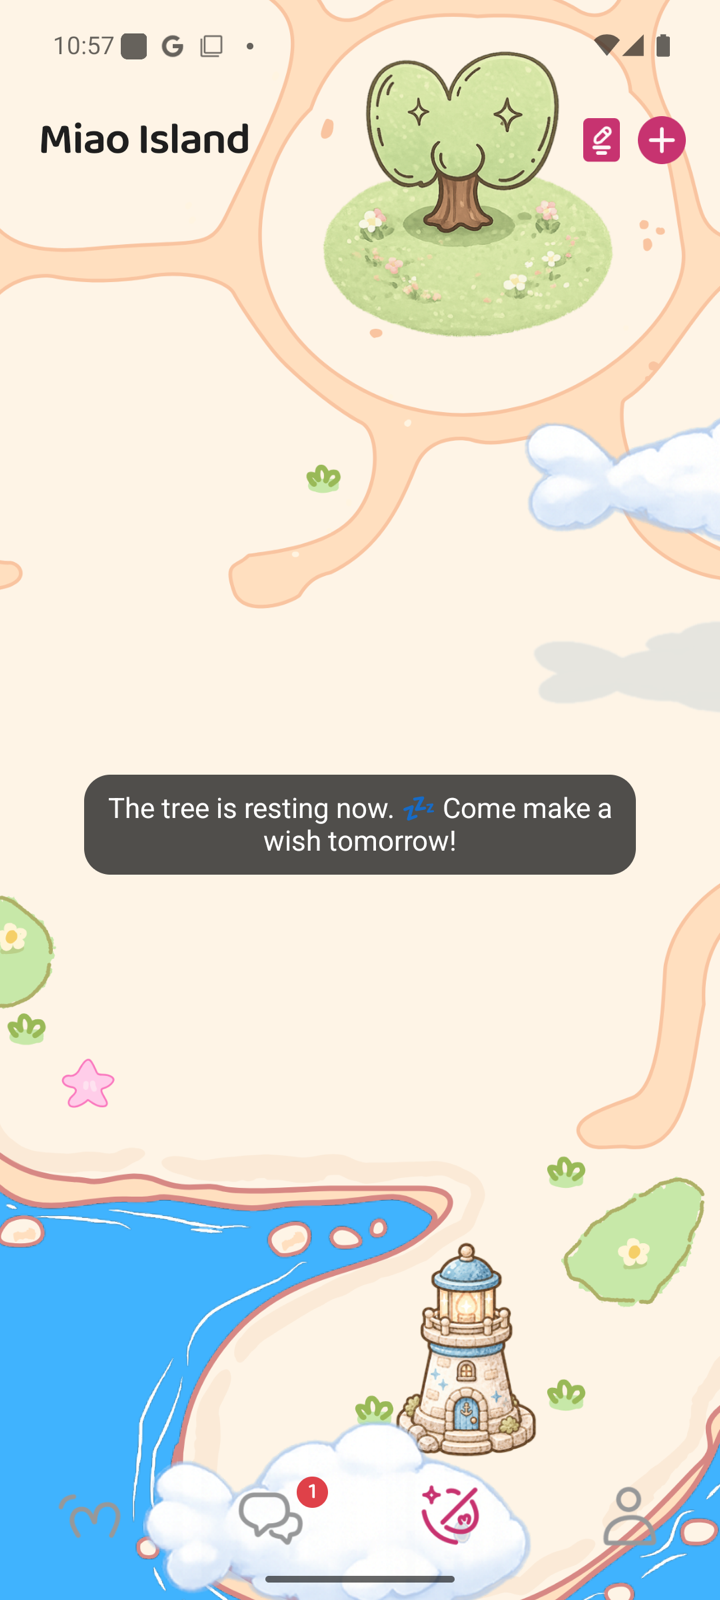 10:57
Miao Island
The tree is resting now. 💤 Come make a
wish tomorrow!
1